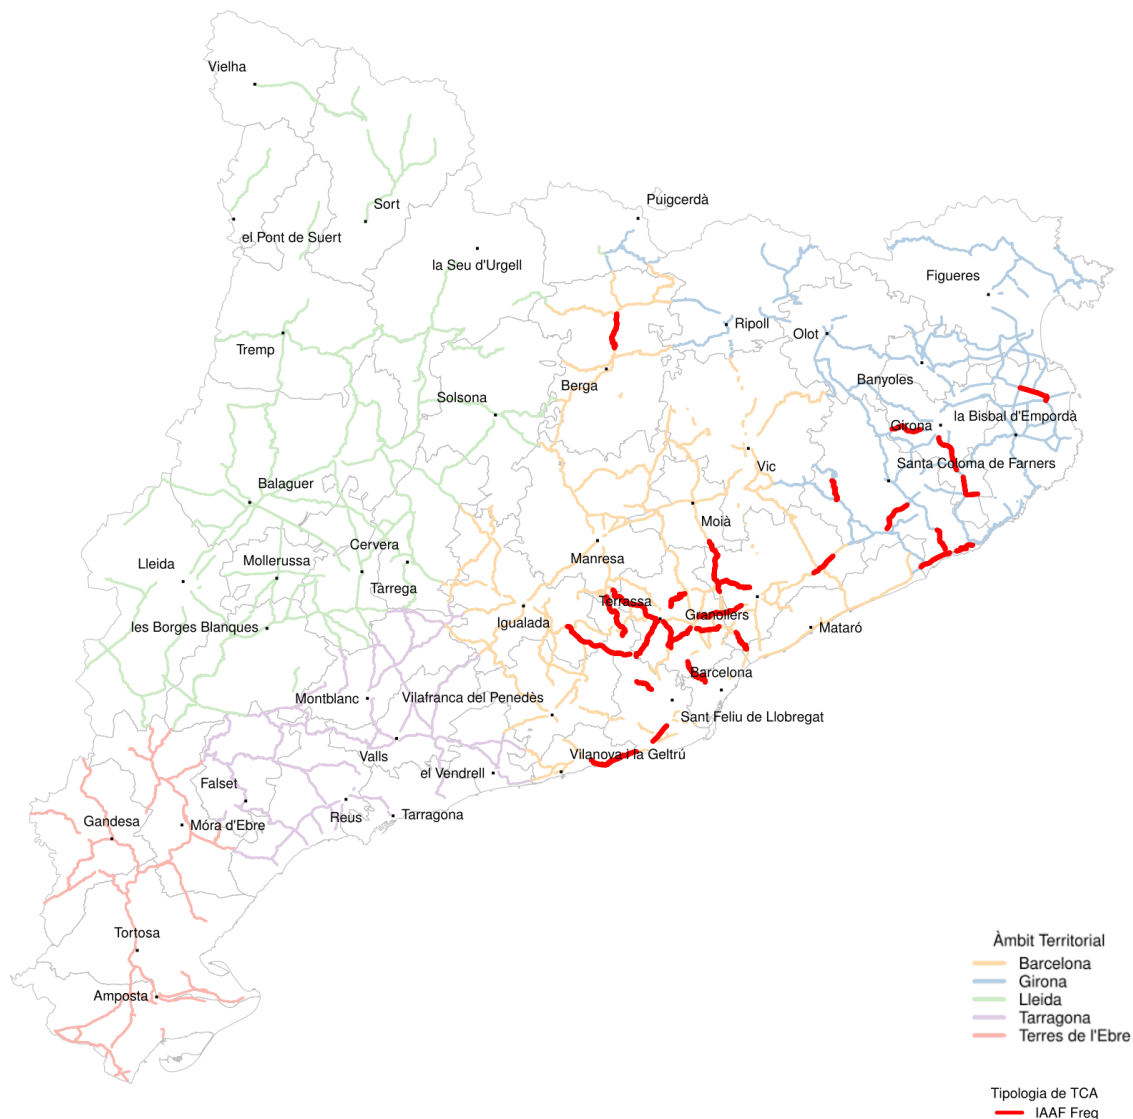 Vielha
Puigcerdà
Sort
el Pont de Suert
la Seu d'Urgell
Figueres
Ripoll
Olot
Tremp
Banyoles
Berga
Solsona
la Bisbal d'Empordà
Girona
Santa Coloma de Farners
Vic
Balaguer
Moià
Cervera
Manresa
Lleida
Mollerussa
Tàrrega
Terrassa
Granollers
Igualada
les Borges Blanques
Mataró
Barcelona
Montblanc
Vilafranca del Penedès
Sant Feliu de Llobregat
Valls
Vilanova i la Geltrú
el Vendrell
Falset
Reus
Tarragona
Gandesa
Móra d'Ebre
Tortosa
Amposta
Àmbit Territorial
Barcelona
Girona
Lleida
Tarragona
Terres de l'Ebre
Tipologia de TCA
IAAF Freq